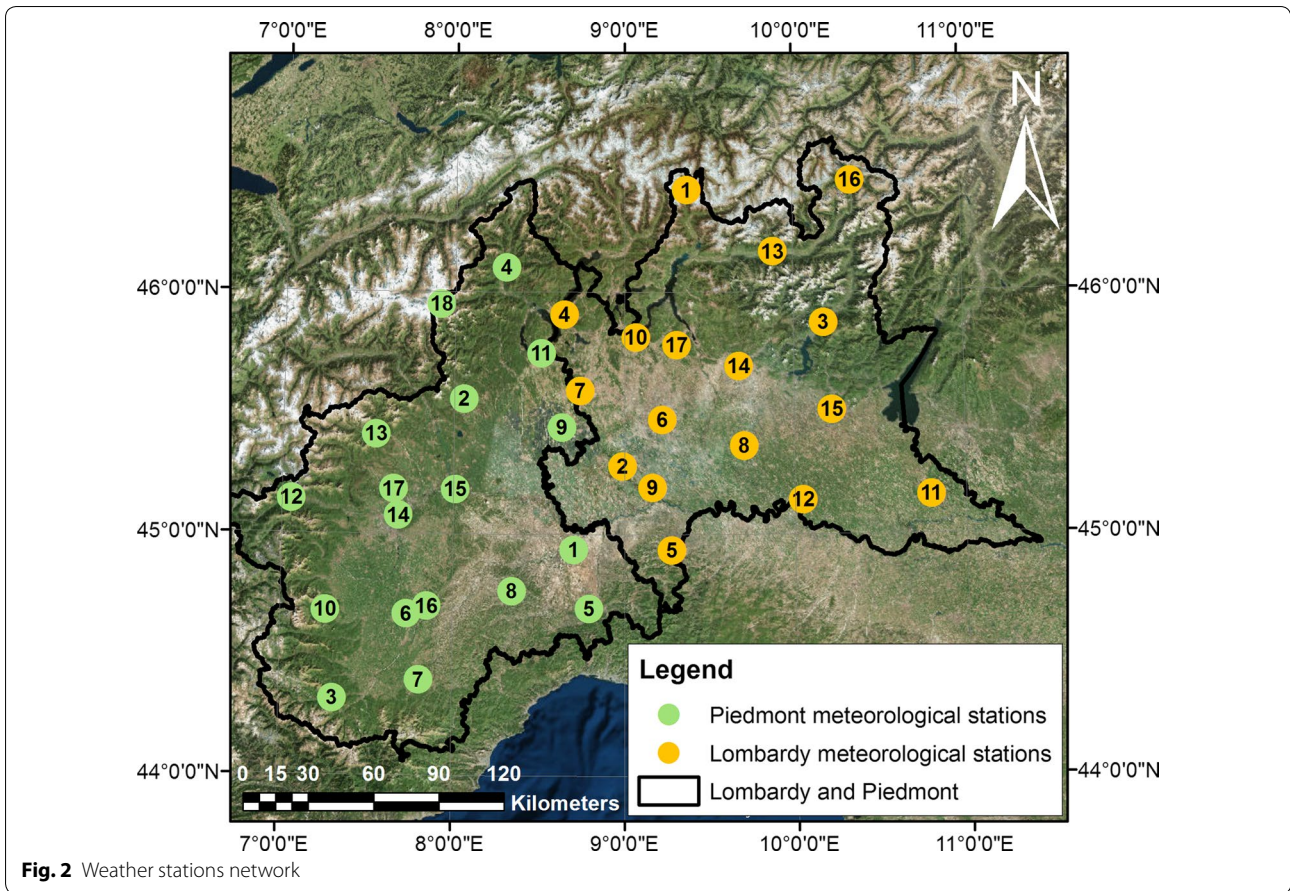 7°0'0"E 8°0'0"E 9°0'0"E 10°0'0"E 11°0'0"E
N
16
1
13
4
46°0'0"N 46°0'0"N
18
4
3
10
17
11
14
7
2
15
6
9
13
8
2
17
15
9
12
11
12
14
45°0'0"N 45°0'0"N
1
5
8
10
16
6
5
7
3
Legend
Piedmont meteorological stations
Lombardy meteorological stations
Lombardy and Piedmont
44°0'0"N 44°0'0"N
0 15 30 60 90 120
Kilometers
7°0'0"E 8°0'0"E 9°0'0"E 10°0'0"E 11°0'0"E
Fig. 2 Weather stations network